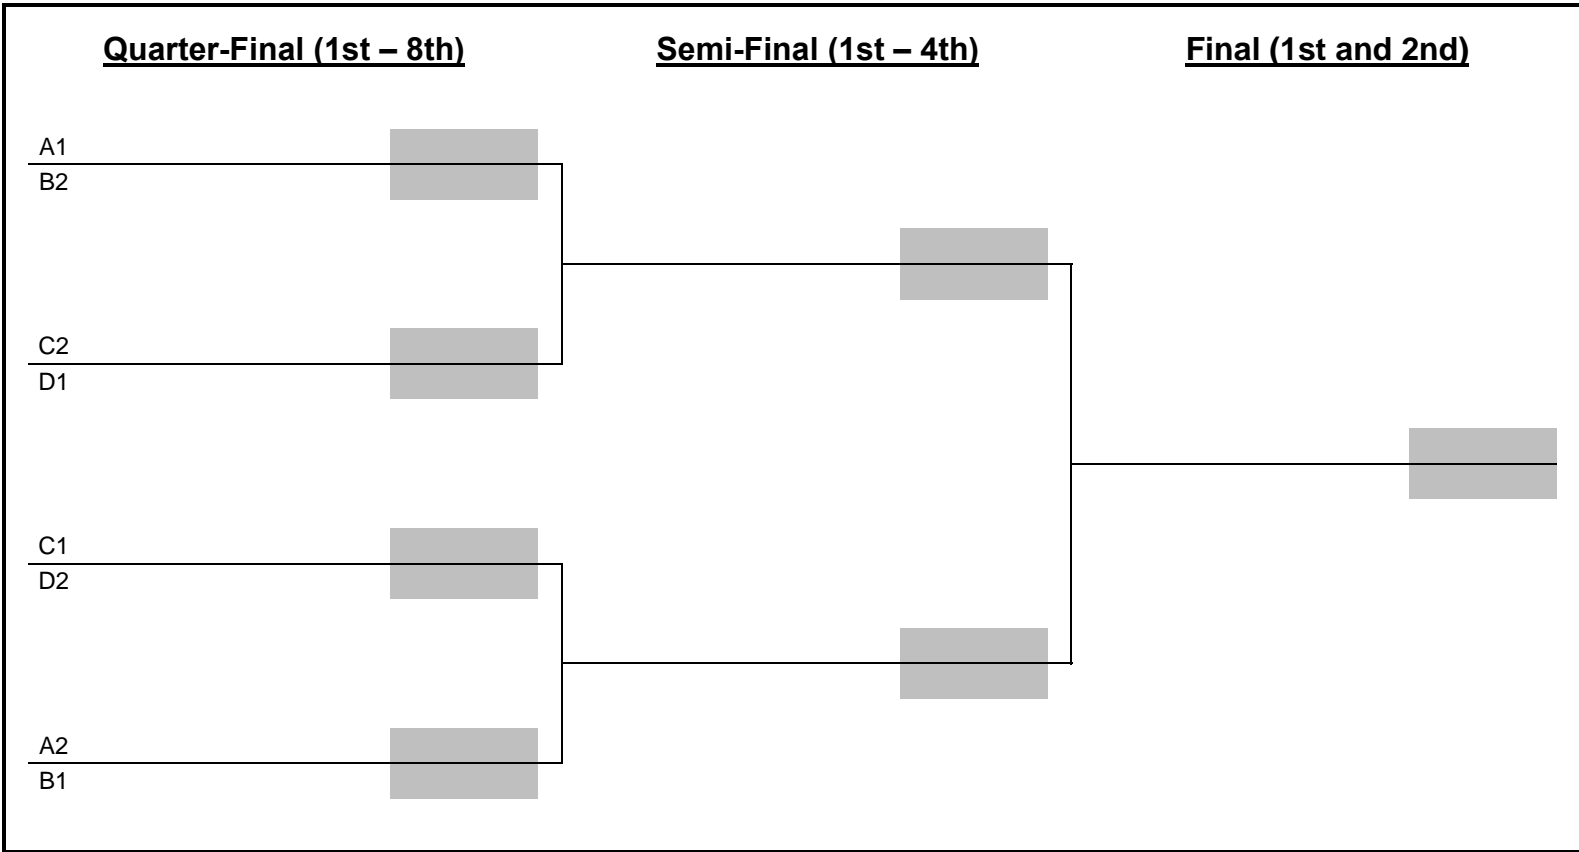 Quarter-Final (1st – 8th) Semi-Final (1st – 4th) Final (1st and 2nd)
A1
B2
C2
D1
C1
D2
A2
B1